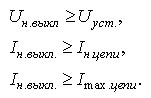 Uн.выкл ≥ Uуст.,
Iн.выкл. ≥ Iн цепи,
Iн.выкл. ≥ Imax.цепи.